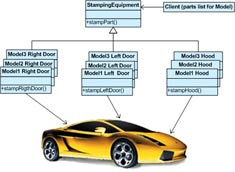 StampingEquipment
+stampPart()
Client (parts list for Model)
Model3 Right Door
Model2 Right Door
Model1 Right Door
+stampRigthDoor()
Model3 Left Door
Model2 Left Door
Model1 Left Door
+stampLeftDoor()
Model3 Hood
Model2 Hood
Model1 Hood
+stampHood()